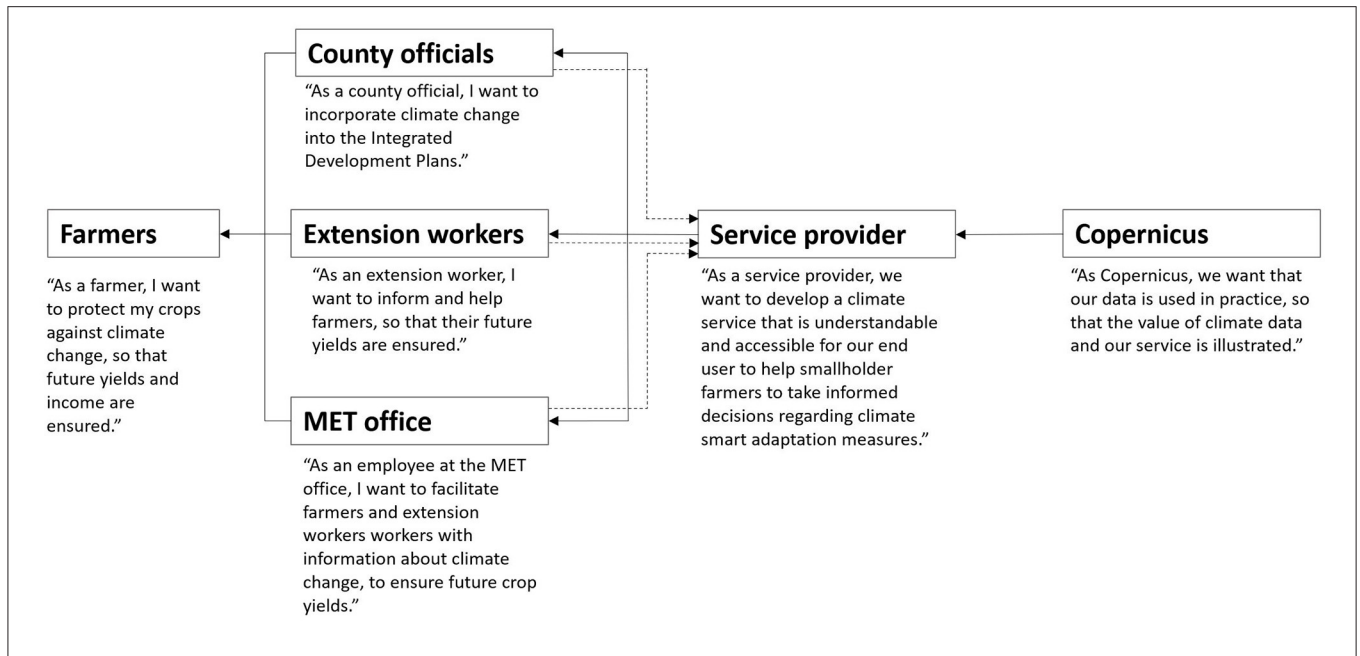 County officials
“As a county official, I want to
incorporate climate change
into the Integrated
Development Plans.”
Farmers
“As a farmer, I want
to protect my crops
against climate
change, so that
future yields and
income are
ensured.”
Extension workers
“As an extension worker, I
want to inform and help
farmers, so that their future
yields are ensured.”
MET office
“As an employee at the MET
office, I want to facilitate
farmers and extension
workers workers with
information about climate
change, to ensure future crop
yields.”
Service provider
“As a service provider, we
want to develop a climate
service that is understandable
and accessible for our end
user to help smallholder
farmers to take informed
decisions regarding climate
smart adaptation measures.”
Copernicus
“As Copernicus, we want that
our data is used in practice, so
that the value of climate data
and our service is illustrated.”